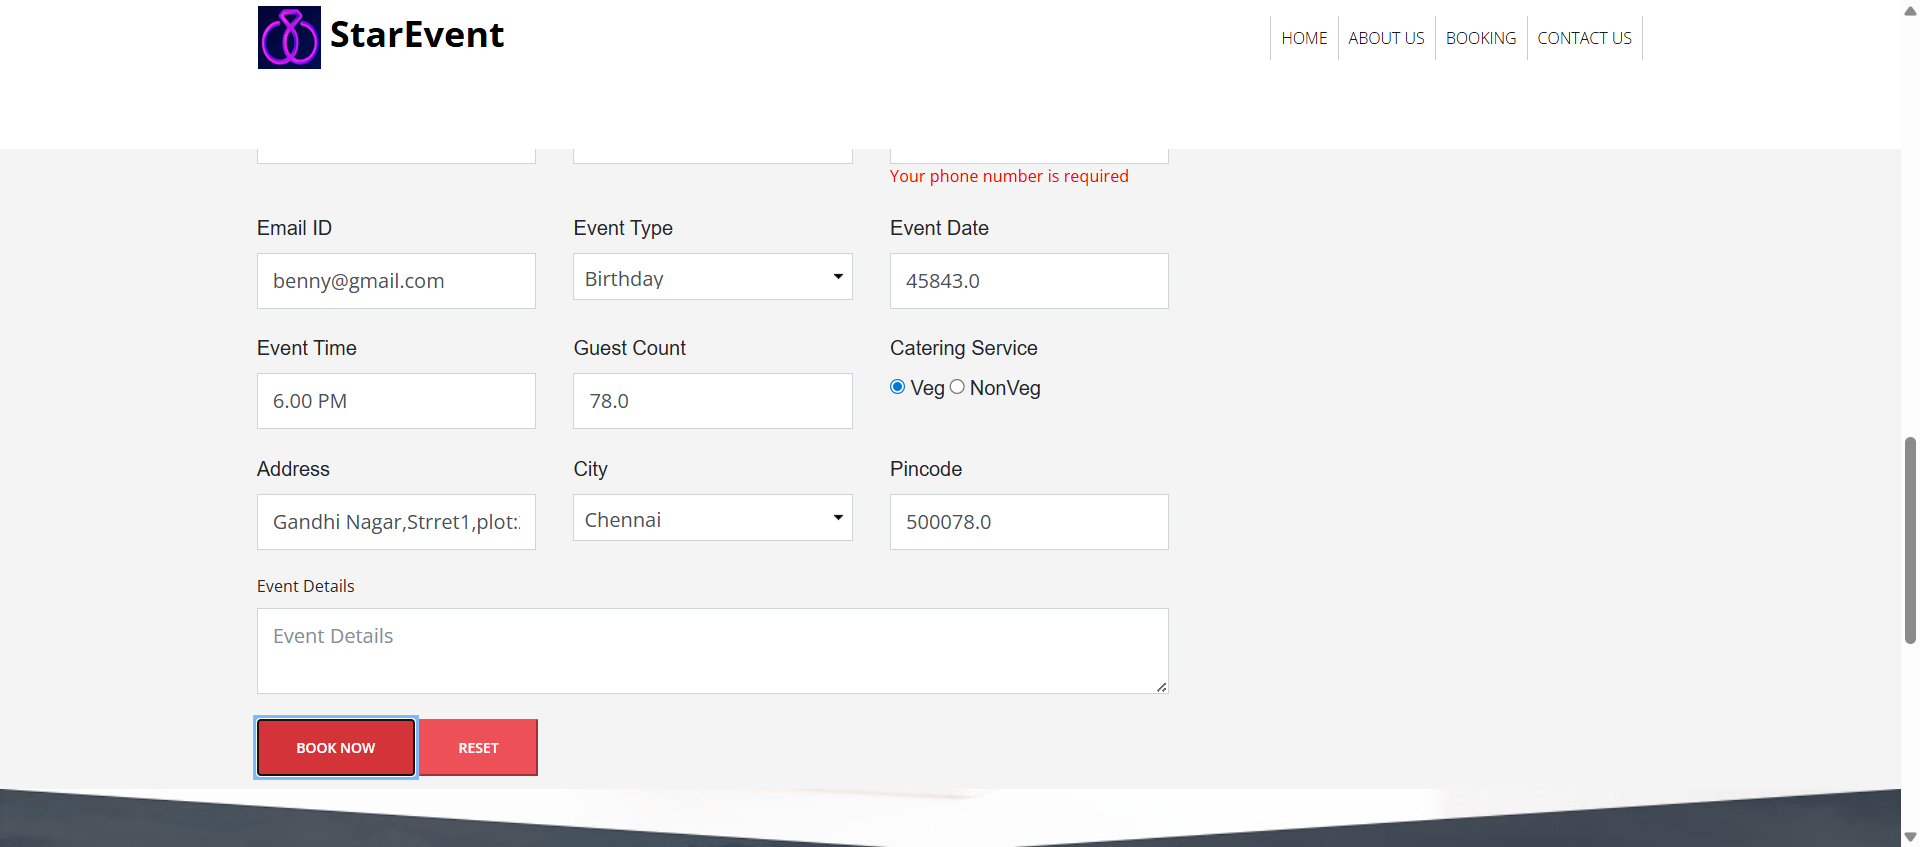 StarEvent
HOME ABOUT US BOOKING CONTACT US
Your phone number is required
Email ID Event Type Event Date
benny@gmail.com Birthday 45843.0
Event Time Guest Count Catering Service
6.00 PM 78.0 Veg NonVeg
Address City Pincode
Gandhi Nagar,Strret1,plot: Chennai 500078.0
Event Details
Event Details
BOOK NOW RESET